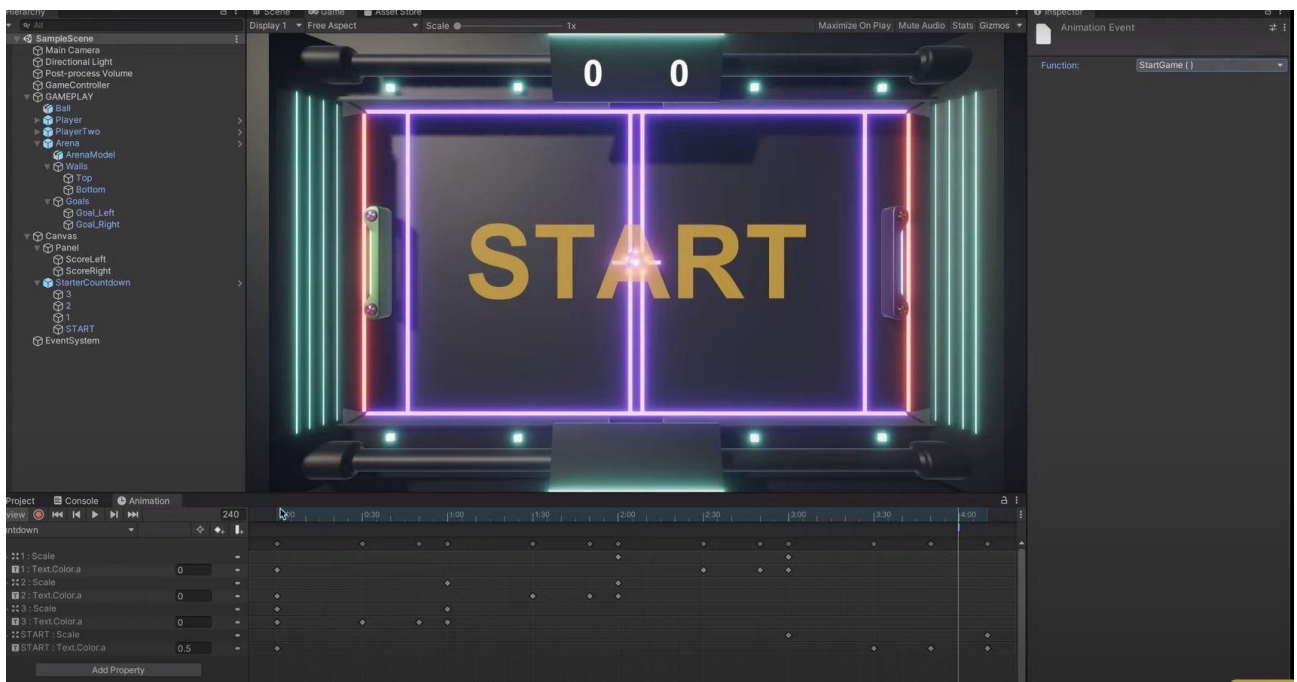 Hierarchy
All
SampleScene
Main Camera
Directional Light
Post-process Volume
GameController
GAMEPLAY
Ball
Player
PlayerTwo
Arena
ArenaModel
Walls
Top
Bottom
Goals
Goal_Left
Goal_Right
Canvas
Panel
ScoreLeft
ScoreRight
StarterCountdown
3
2
1
START
EventSystem
Scene Game Asset Store
Display 1 Free Aspect Scale 1x Maximize On Play Mute Audio Stats Gizmos
0 0
START
Inspector
Animation Event
Function: StartGame ( )
Project Console Animation
view 240
ntdown
0:30 1:00 1:30 2:00 2:30 3:00 3:30 4:00
1 : Scale
1 : Text.Color.a 0
2 : Scale
2 : Text.Color.a 0
3 : Scale
3 : Text.Color.a 0
START : Scale
START : Text.Color.a 0.5
Add Property